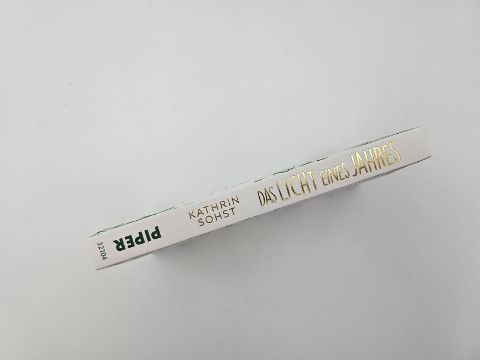 DAS LICHT EINES JAHRES
KATHRIN
SOHST
PIPER
32104